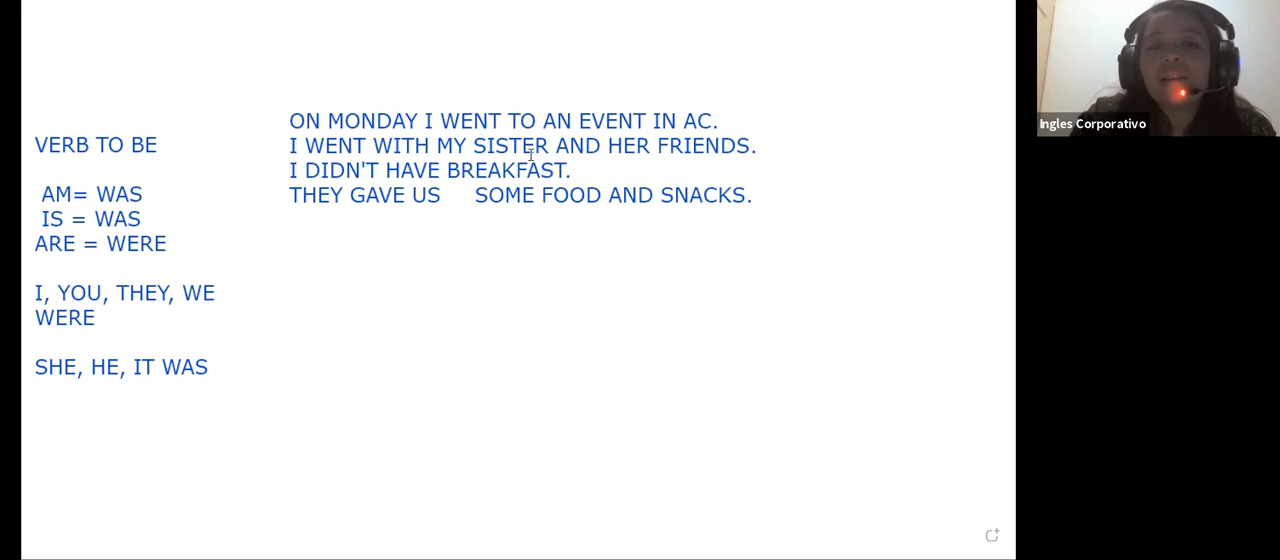 VERB TO BE
AM= WAS
IS = WAS
ARE = WERE
I, YOU, THEY, WE
WERE
SHE, HE, IT WAS
ON MONDAY I WENT TO AN EVENT IN AC.
I WENT WITH MY SISTER AND HER FRIENDS.
I DIDN'T HAVE BREAKFAST.
THEY GAVE US SOME FOOD AND SNACKS.
Ingles Corporativo